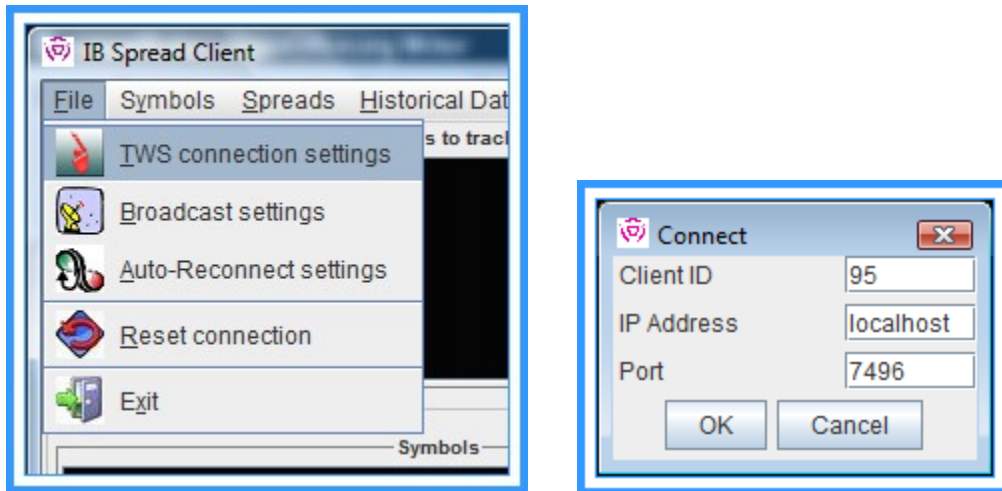 IB Spread Client
File Symbols Spreads Historical Dat
s to trac
TWS connection settings
Broadcast settings
Auto-Reconnect settings
Reset connection
Exit
Symbols
Connect
Client ID 95
IP Address localhost
Port 7496
OK Cancel